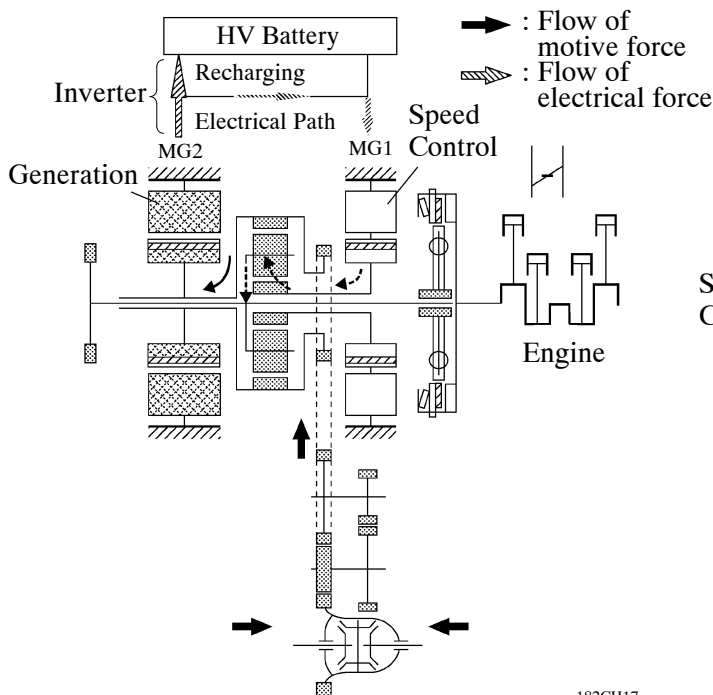 HV Battery
: Flow of
motive force
: Flow of
electrical force
Inverter
Recharging
Electrical Path
MG2
MG1
Speed
Control
Generation
S
C
Engine
182CH17